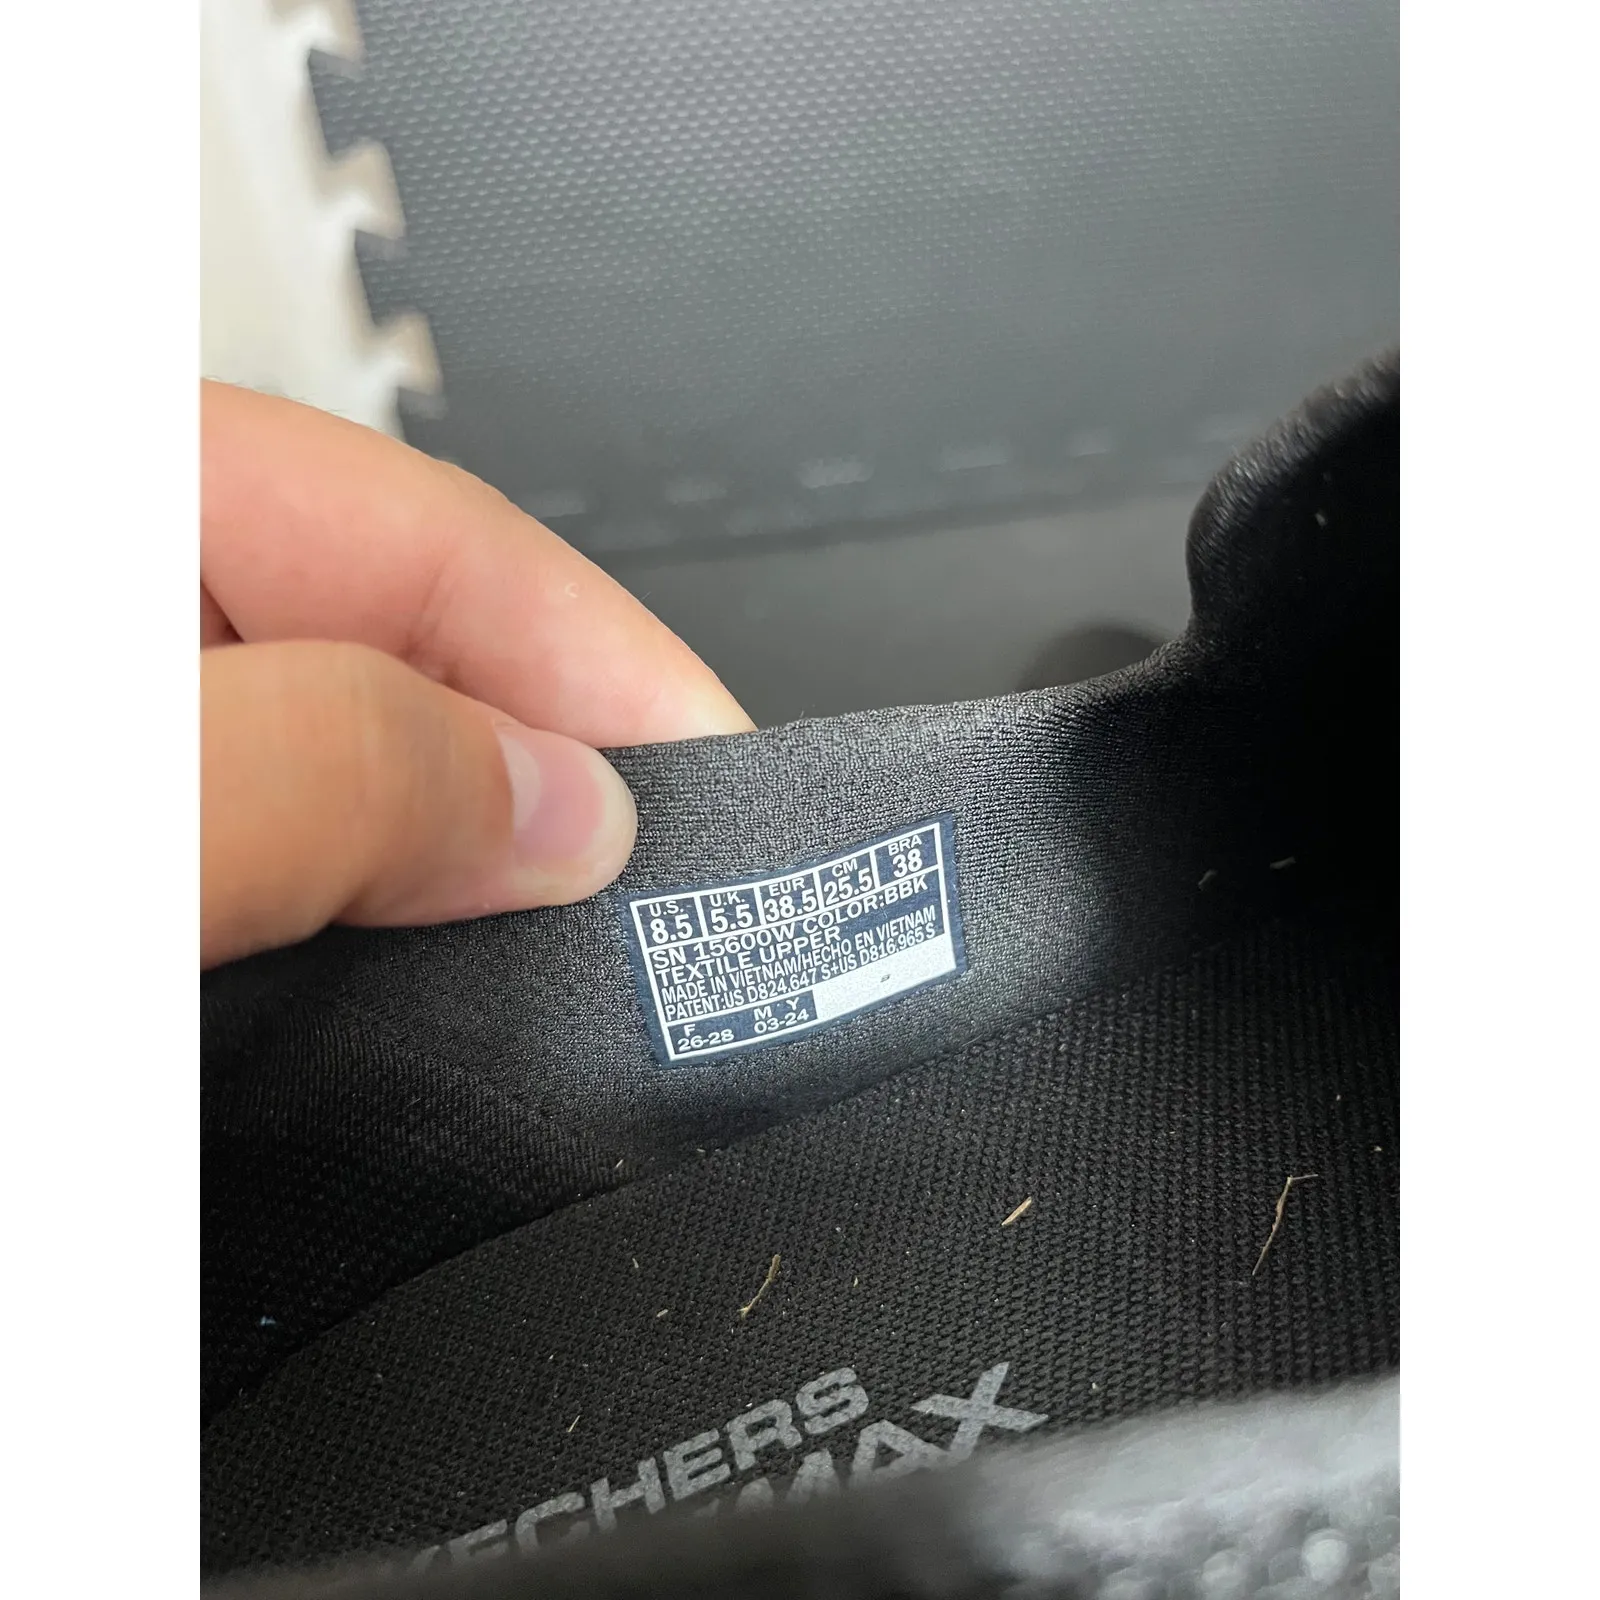 U.S. U.K. EUR CM BRA
8.5 5.5 38.5 25.5 38
SN 15600W COLOR:BBK
TEXTILE UPPER
MADE IN VIETNAM/HECHO EN VIETNAM
PATENT:US D824,647 S+US D816,965 S
F M Y
26-28 03-24
SKECHERS